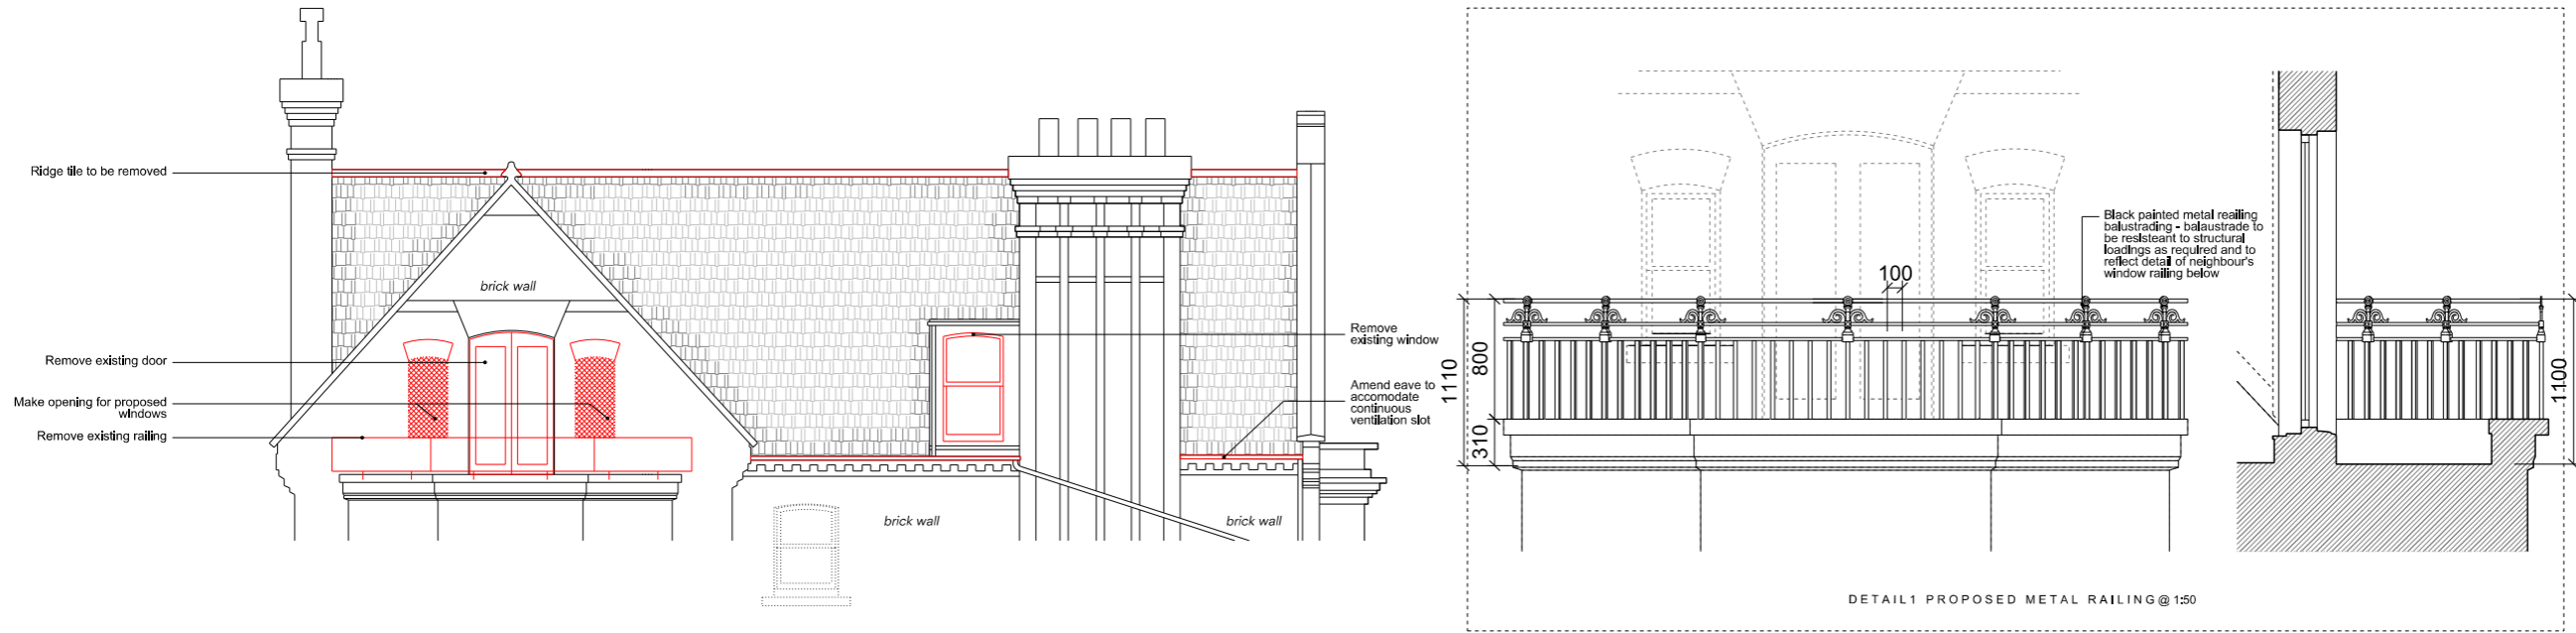 Ridge tile to be removed
brick wall
Remove existing door
Make opening for proposed
windows
Remove existing railing
Remove
existing window
Amend eave to
accomodate
continuous
ventilation slot
brick wall
brick wall
Black painted metal reailing
balustrading - balaustrade to
be resisteant to structural
loadings as required and to
reflect detail of neighbour's
window railing below
100
1110
800
310
1100
DETAIL1 PROPOSED METAL RAILING@ 1:50